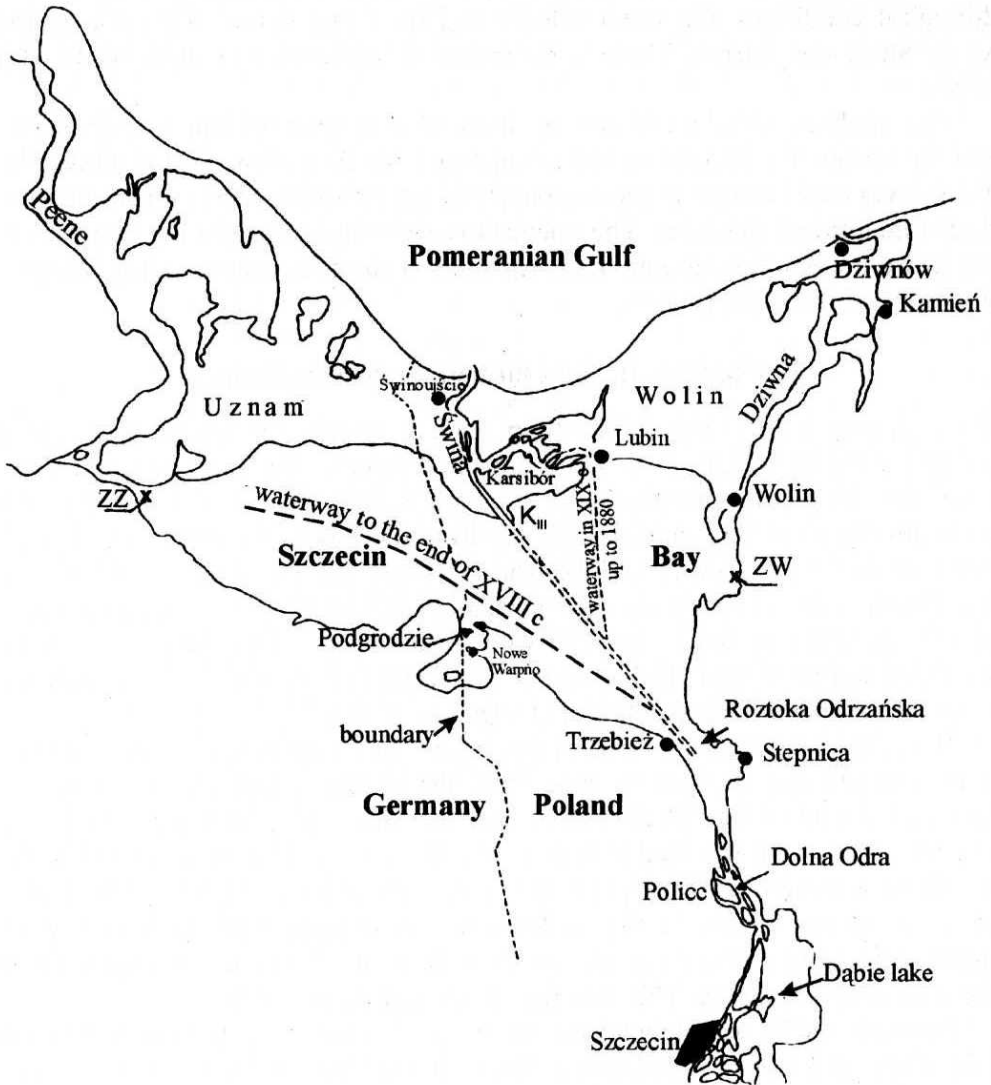 Peene
Pomeranian Gulf
Dziwnów
Kamień
Świnoujście
Uznam
Wolin
Dziwna
Świna
Lubin
Karsibór
ZZ
Wolin
waterway to the end of XVIII c
K III
waterway in XIX c
up to 1880
Szczecin
Bay
ZW
Podgrodzie
Nowe
Warpno
Roztoka Odrzańska
boundary
Trzebież
Stepnica
Germany
Poland
Dolna Odra
Police
Dąbie lake
Szczecin